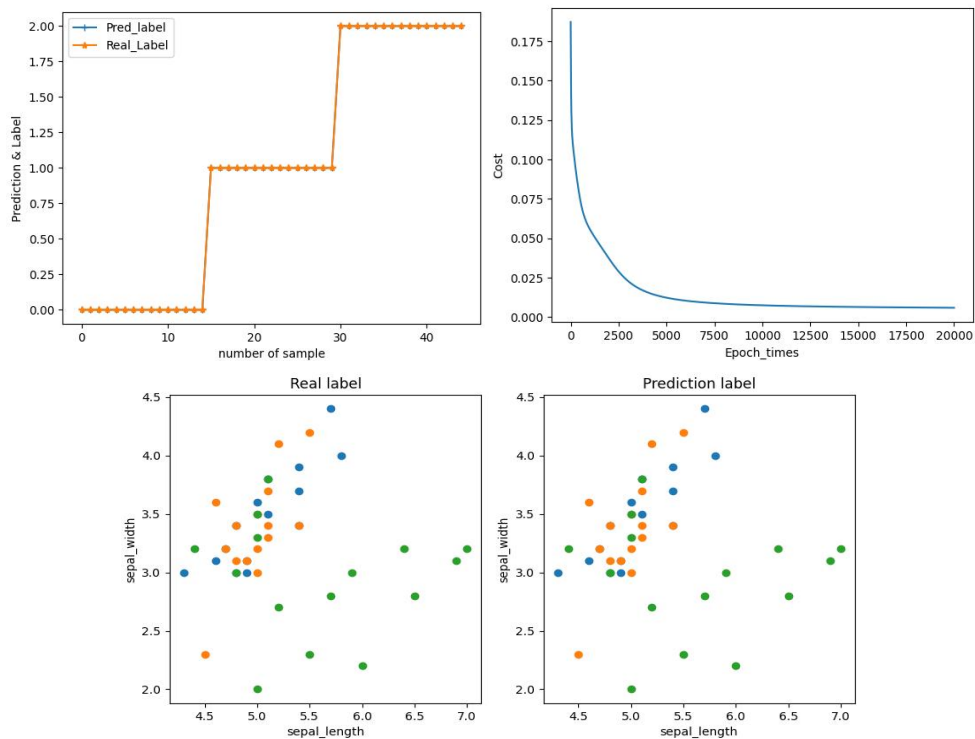 2.00
1.75
1.50
1.25
1.00
0.75
0.50
0.25
0.00
Prediction & Label
Pred_label
Real_Label
0 10 20 30 40
number of sample
0.175
0.150
0.125
0.100
0.075
0.050
0.025
0.000
Cost
0 2500 5000 7500 10000 12500 15000 17500 20000
Epoch_times
Real label
4.5
4.0
3.5
3.0
2.5
2.0
sepal_width
4.5 5.0 5.5 6.0 6.5 7.0
sepal_length
Prediction label
4.5
4.0
3.5
3.0
2.5
2.0
sepal_width
4.5 5.0 5.5 6.0 6.5 7.0
sepal_length